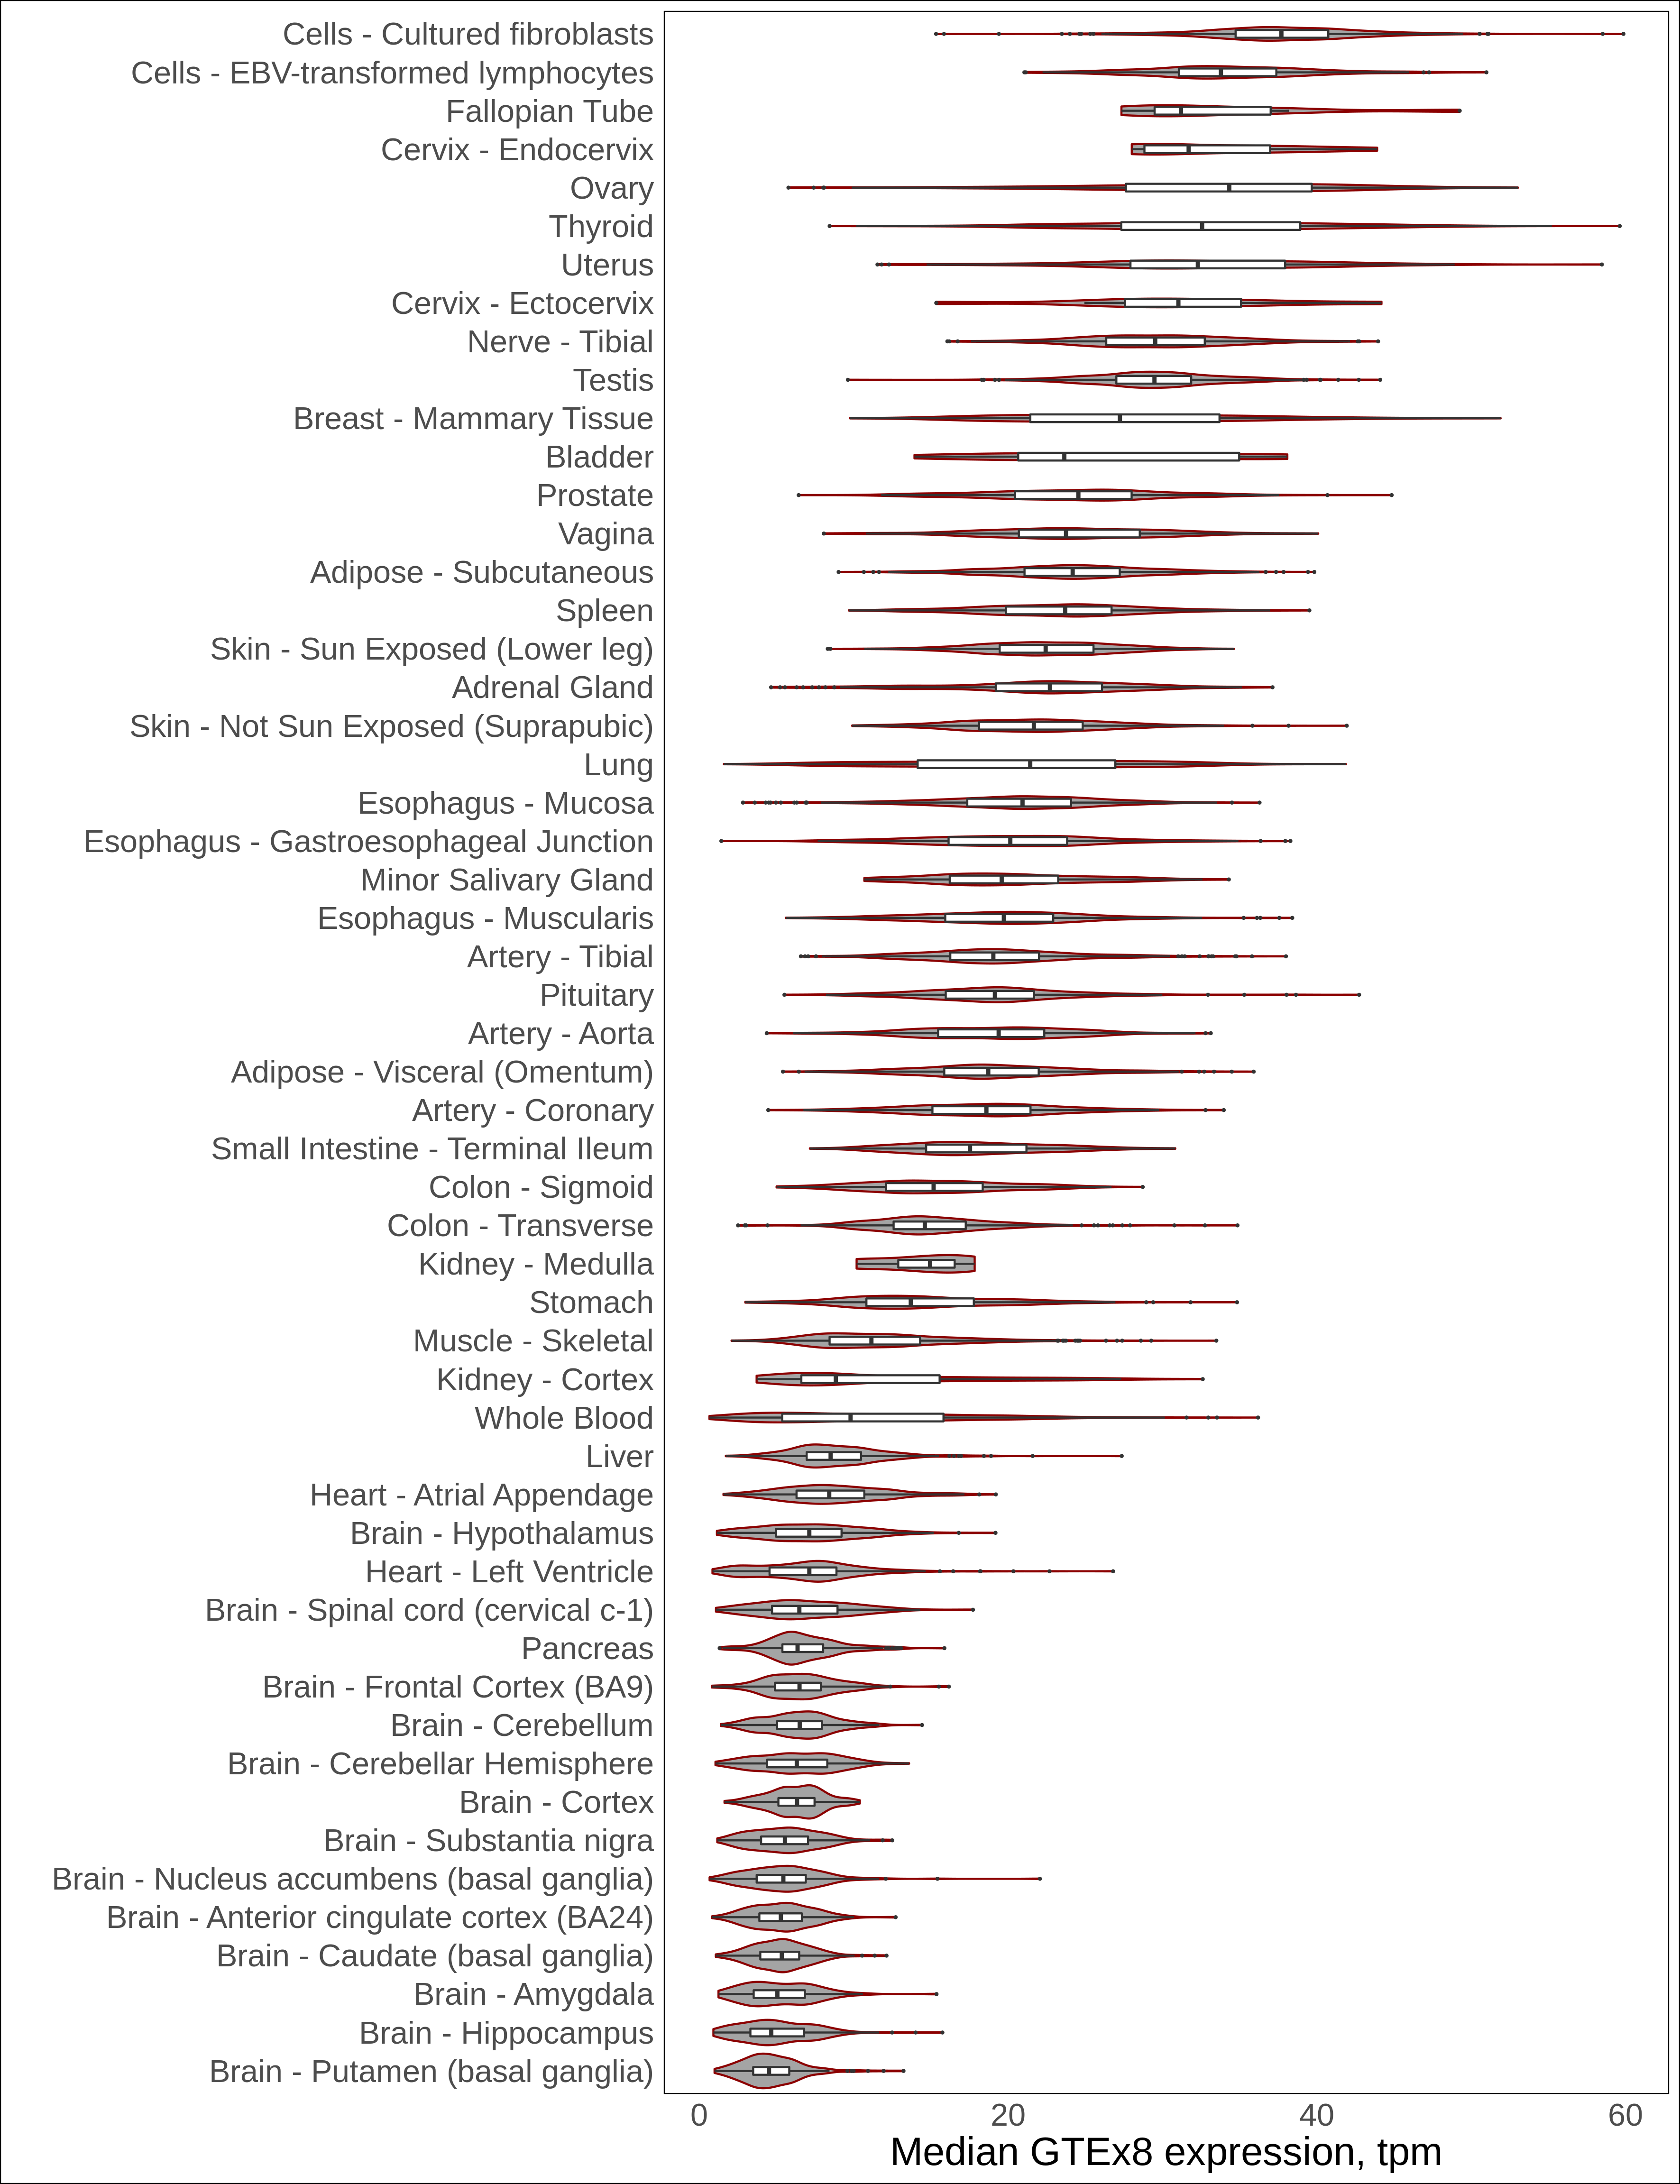 Cells - Cultured fibroblasts
Cells - EBV-transformed lymphocytes
Fallopian Tube
Cervix - Endocervix
Ovary
Thyroid
Uterus
Cervix - Ectocervix
Nerve - Tibial
Testis
Breast - Mammary Tissue
Bladder
Prostate
Vagina
Adipose - Subcutaneous
Spleen
Skin - Sun Exposed (Lower leg)
Adrenal Gland
Skin - Not Sun Exposed (Suprapubic)
Lung
Esophagus - Mucosa
Esophagus - Gastroesophageal Junction
Minor Salivary Gland
Esophagus - Muscularis
Artery - Tibial
Pituitary
Artery - Aorta
Adipose - Visceral (Omentum)
Artery - Coronary
Small Intestine - Terminal Ileum
Colon - Sigmoid
Colon - Transverse
Kidney - Medulla
Stomach
Muscle - Skeletal
Kidney - Cortex
Whole Blood
Liver
Heart - Atrial Appendage
Brain - Hypothalamus
Heart - Left Ventricle
Brain - Spinal cord (cervical c-1)
Pancreas
Brain - Frontal Cortex (BA9)
Brain - Cerebellum
Brain - Cerebellar Hemisphere
Brain - Cortex
Brain - Substantia nigra
Brain - Nucleus accumbens (basal ganglia)
Brain - Anterior cingulate cortex (BA24)
Brain - Caudate (basal ganglia)
Brain - Amygdala
Brain - Hippocampus
Brain - Putamen (basal ganglia)
0 20 40 60
Median GTEx8 expression, tpm